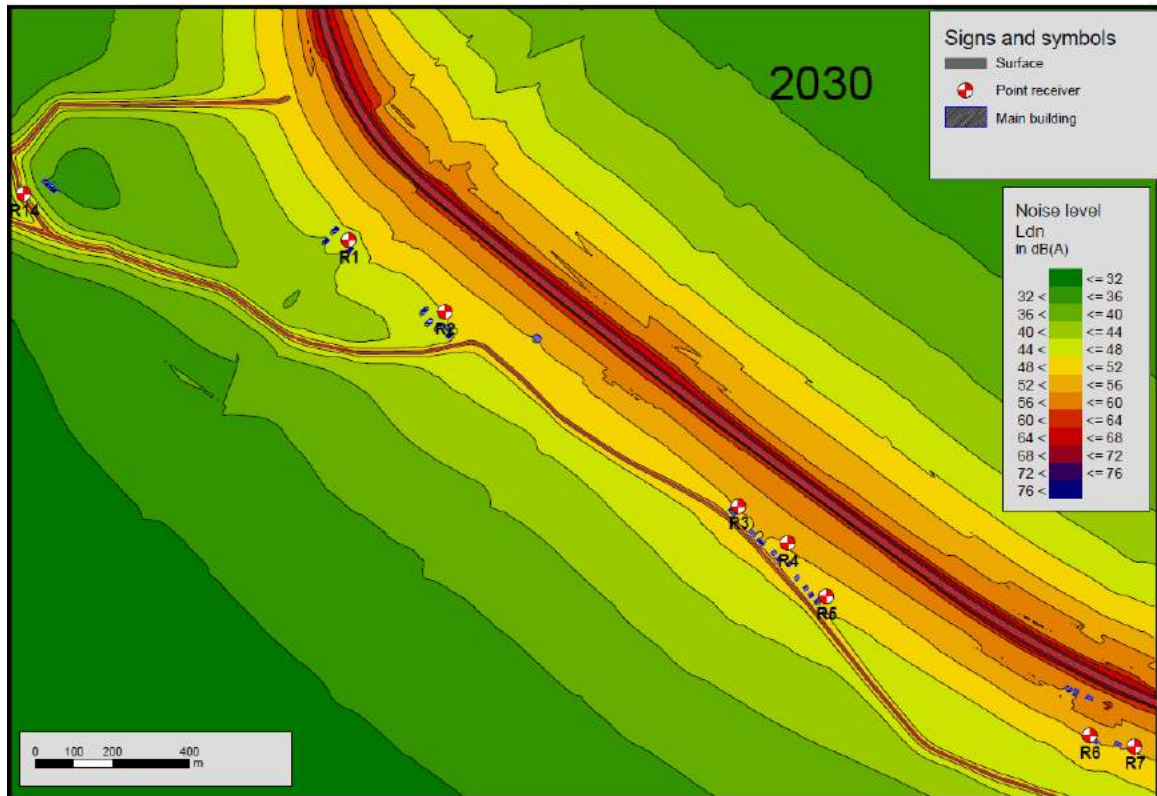 2030
Signs and symbols
Surface
Point receiver
Main building
Noise level
Ldn
in dB(A)
<= 32
32 < <= 36
36 < <= 40
40 < <= 44
44 < <= 48
48 < <= 52
52 < <= 56
56 < <= 60
60 < <= 64
64 < <= 68
68 < <= 72
72 < <= 76
76 <
R14
R1
R2
R3
R4
R5
R6
R7
0 100 200 400
m